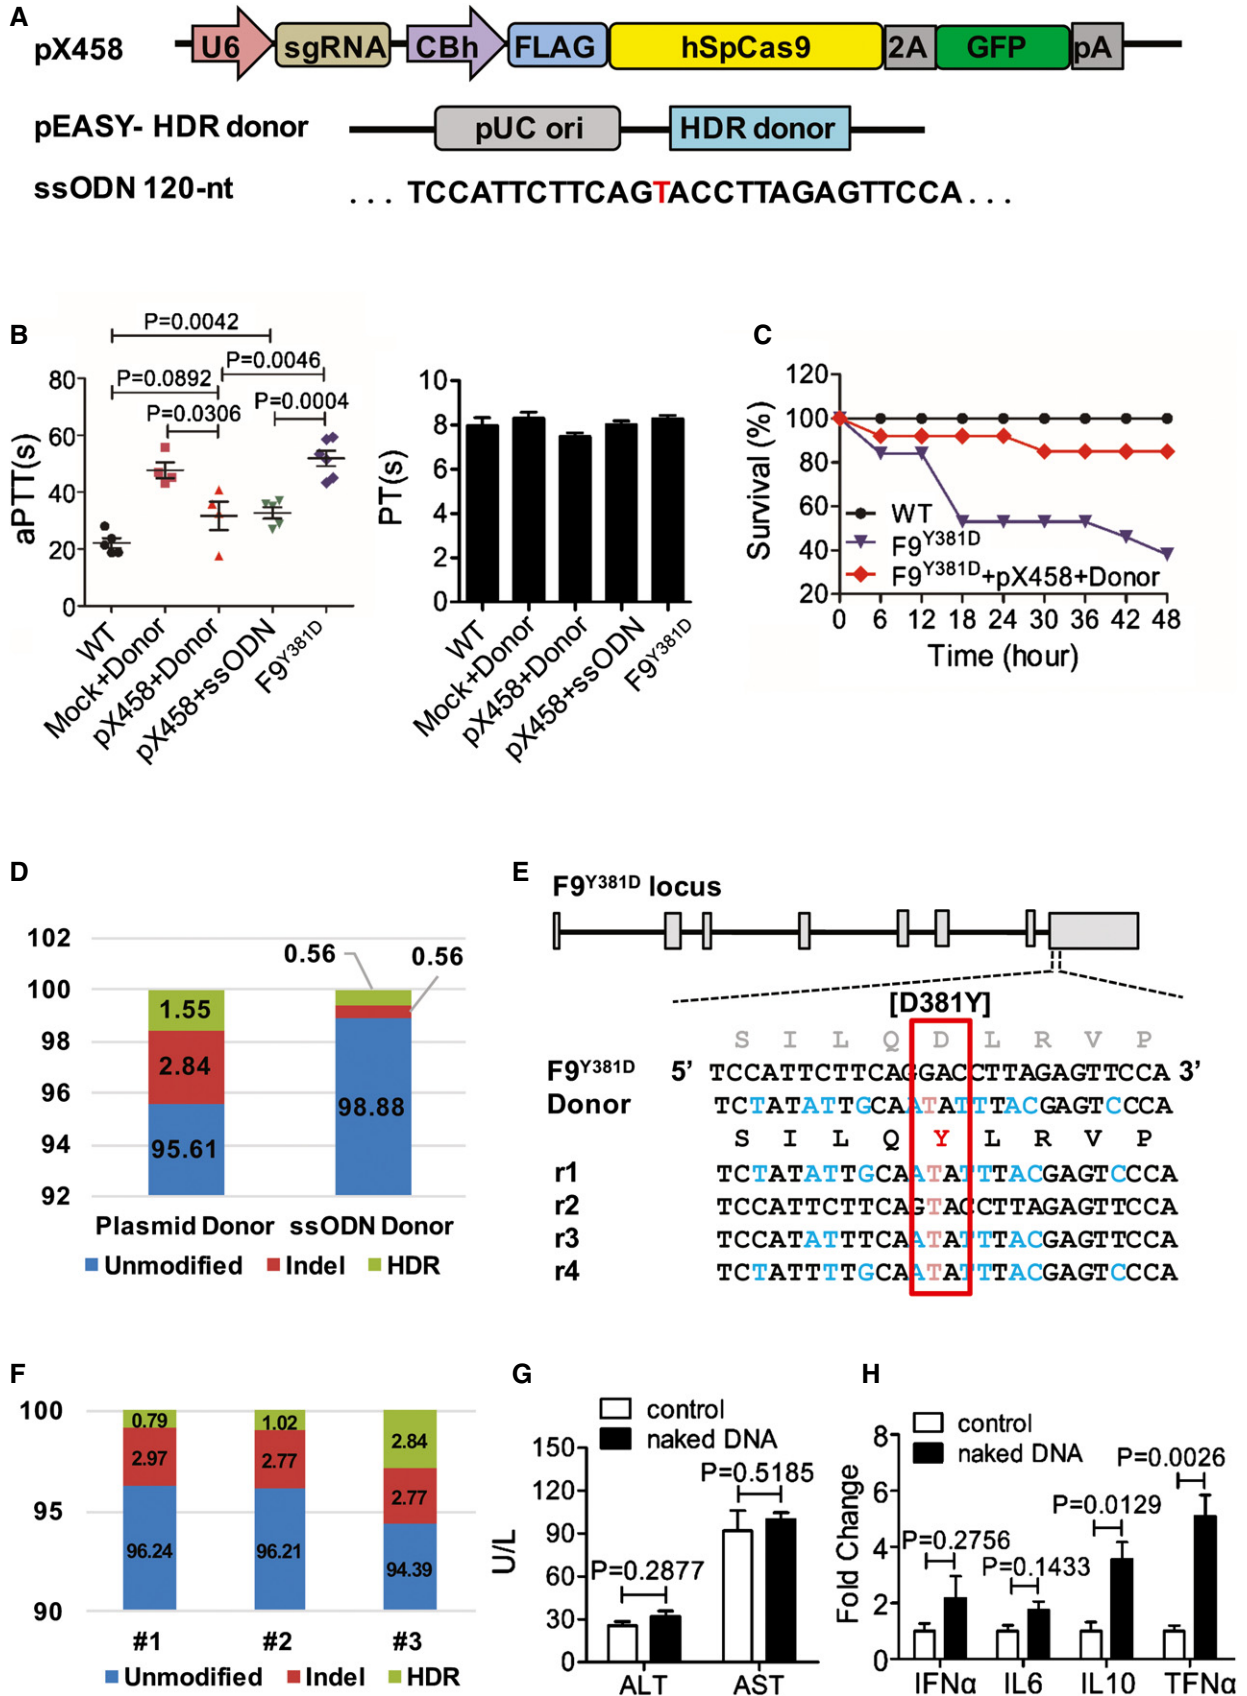 A
pX458
U6 sgRNA CBh FLAG hSpCas9 2A GFP pA
pEASY- HDR donor
pUC ori HDR donor
ssODN 120-nt
... TCCATTCTTCAGTACCTTAGAGTTCCA...
B
P=0.0042
P=0.0046
P=0.0892
P=0.0004
P=0.0306
aPTT(s)
80
60
40
20
0
WT
Mock+Donor
pX458+Donor
pX458+ssODN
F9Y381D
PT(s)
10
8
6
4
2
0
WT
Mock+Donor
pX458+Donor
pX458+ssODN
F9Y381D
C
Survival (%)
120
100
80
60
40
20
WT
F9Y381D
F9Y381D+pX458+Donor
0 6 12 18 24 30 36 42 48
Time (hour)
D
102
100
98
96
94
92
0.56
0.56
1.55
2.84
95.61
98.88
Plasmid Donor ssODN Donor
Unmodified Indel HDR
E
F9Y381D locus
[D381Y]
S I L Q D L R V P
F9Y381D 5’ TCCATTCTTCAGGACCTTAGAGTTCCA 3’
Donor TCTATATTGCAATATTTACGAGTCCCA
S I L Q Y L R V P
r1 TCTATATTGCAATATTTACGAGTCCCA
r2 TCCATTCTTCAGTACCTTAGAGTTCCA
r3 TCCATATTTCAATATTTACGAGTTCCA
r4 TCTATTTTGCAATATTTACGAGTCCCA
F
100
95
90
0.79
2.97
96.24
1.02
2.77
96.21
2.84
2.77
94.39
#1 #2 #3
Unmodified Indel HDR
G
control
naked DNA
U/L
150
120
90
60
30
0
P=0.5185
P=0.2877
ALT AST
H
control
naked DNA
Fold Change
8
6
4
2
0
P=0.0026
P=0.0129
P=0.2756
P=0.1433
IFNα IL6 IL10 TFNα